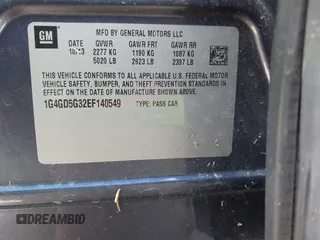 GM
MFD BY GENERAL MOTORS LLC
10/13 GVWR GAWR FRT GAWR RR
2277 KG 1190 KG 1087 KG
5020 LB 2623 LB 2397 LB
THIS VEHICLE CONFORMS TO ALL APPLICABLE U.S. FEDERAL MOTOR VEHICLE
SAFETY, BUMPER, AND THEFT PREVENTION STANDARDS IN EFFECT
ON THE DATE OF MANUFACTURE SHOWN ABOVE.
1G4GD5G32EF140549 TYPE: PASS CAR
DREAMBID